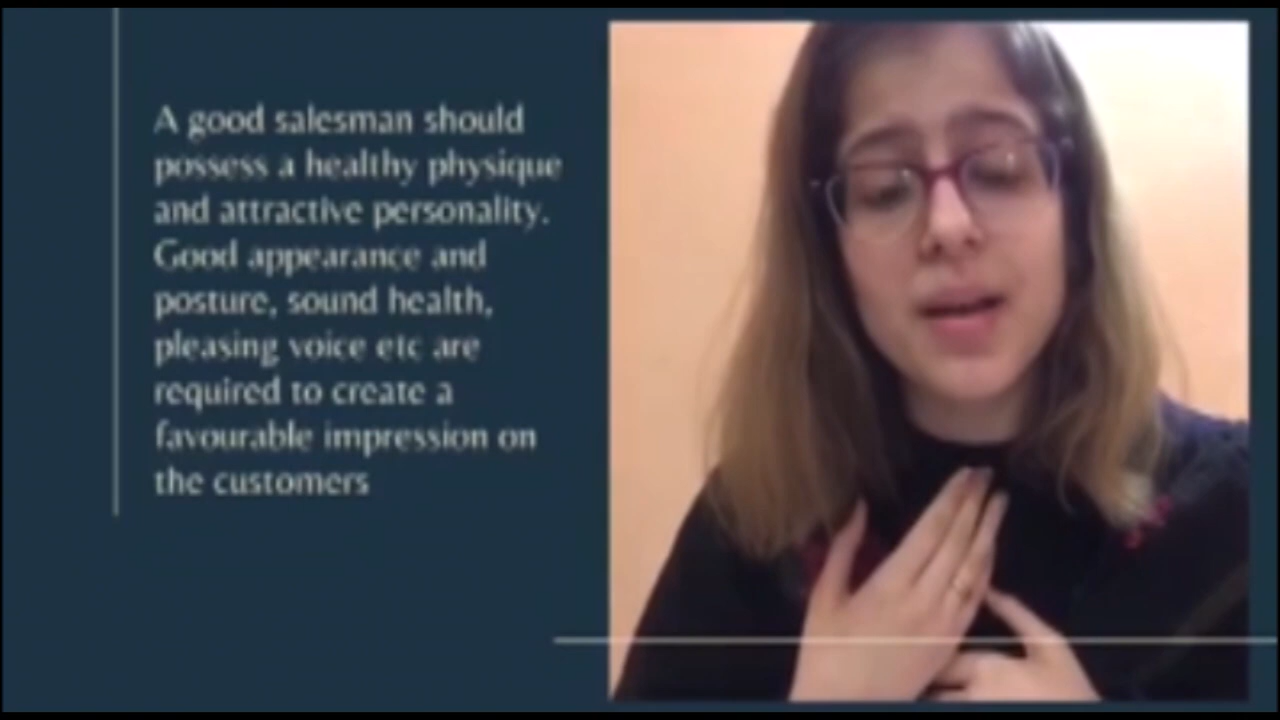 A good salesman should
possess a healthy physique
and attractive personality.
Good appearance and
posture, sound health,
pleasing voice etc are
required to create a
favourable impression on
the customers